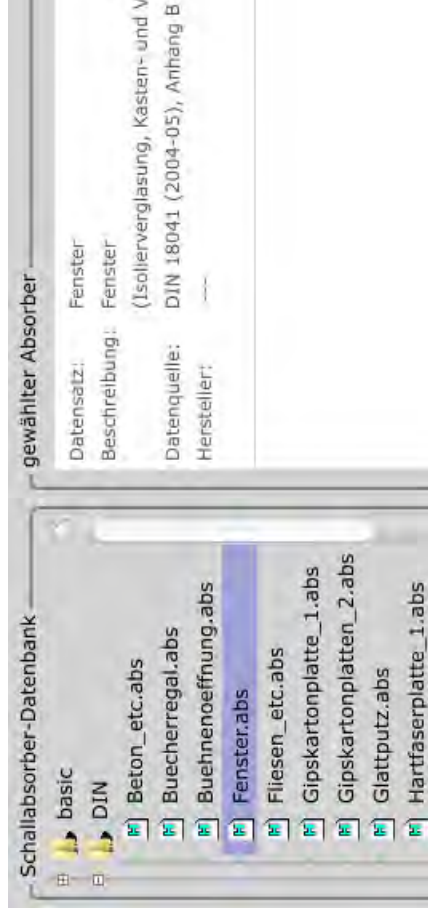 Schallabsorber-Datenbank
basic
DIN
Beton_etc.abs
Buecherregal.abs
Buehnenoeffnung.abs
Fenster.abs
Fliesen_etc.abs
Gipskartonplatte_1.abs
Gipskartonplatten_2.abs
Glattputz.abs
Hartfaserplatte_1.abs
gewählter Absorber
Datensatz: Fenster
Beschreibung: Fenster
(Isolierverglasung, Kasten- und V
Datenquelle: DIN 18041 (2004-05), Anhang B
Hersteller: ---